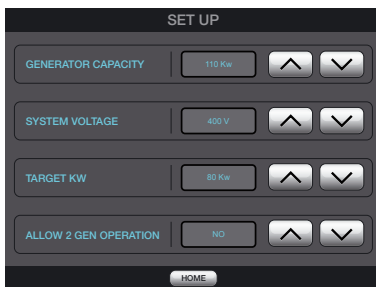 SET UP
GENERATOR CAPACITY 110 Kw
SYSTEM VOLTAGE 400 V
TARGET KW 80 Kw
ALLOW 2 GEN OPERATION NO
HOME